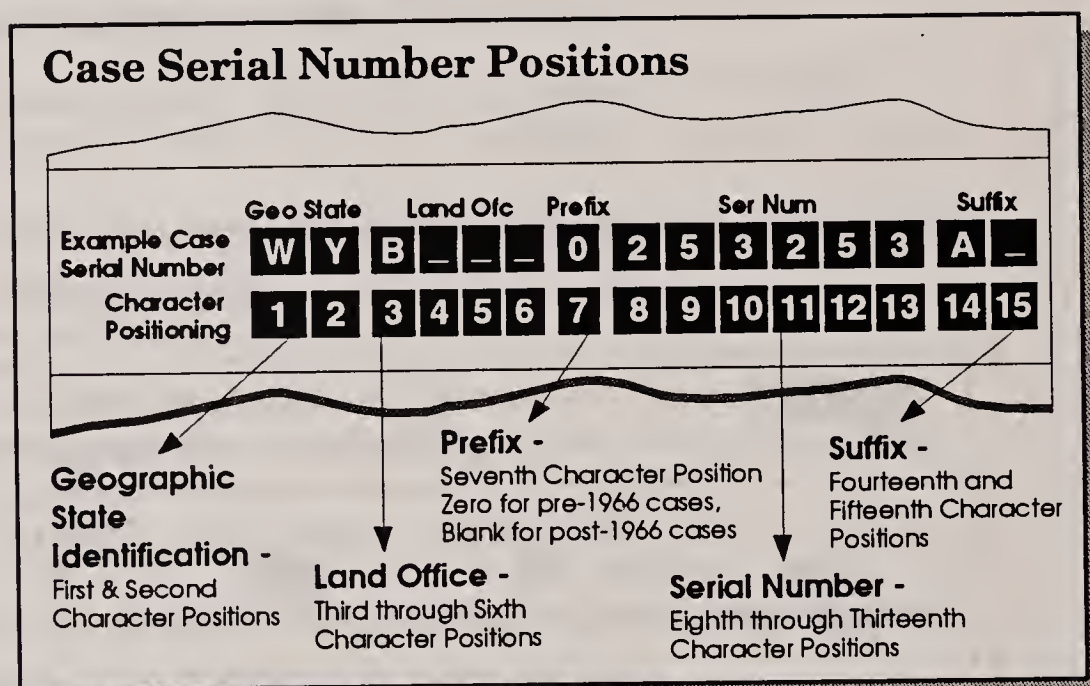 Case Serial Number Positions
Geo State Land Ofc Prefix Ser Num Suffix
Example Case
Serial Number
W Y B _ _ _ 0 2 5 3 2 5 3 A _
Character
Positioning
1 2 3 4 5 6 7 8 9 10 11 12 13 14 15
Geographic
State
Identification -
First & Second
Character Positions
Land Office -
Third through Sixth
Character Positions
Prefix -
Seventh Character Position
Zero for pre-1966 cases,
Blank for post-1966 cases
Serial Number -
Eighth through Thirteenth
Character Positions
Suffix -
Fourteenth and
Fifteenth Character
Positions